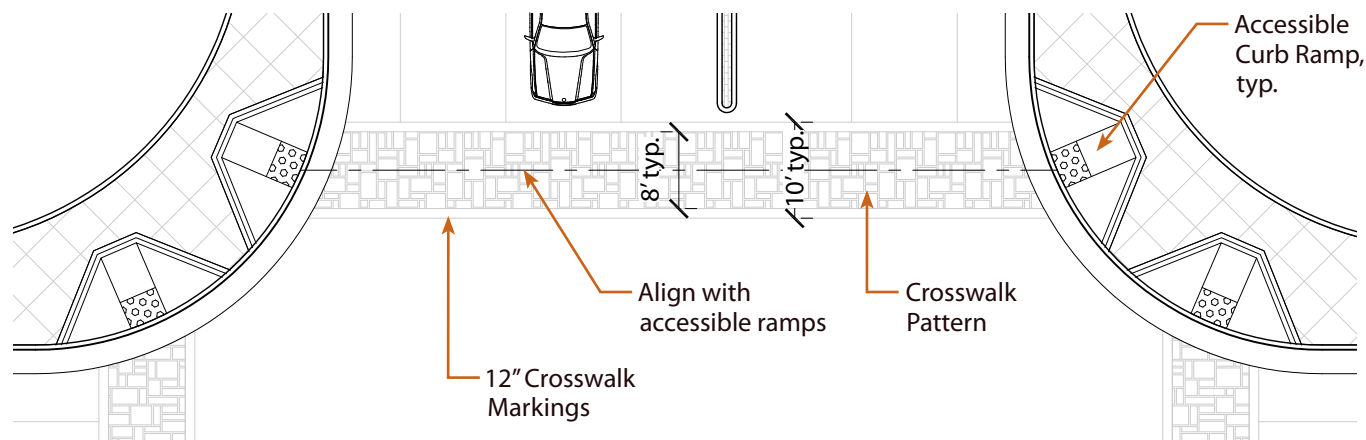 Accessible
Curb Ramp,
typ.
8’ typ.
10’ typ.
Align with
accessible ramps
Crosswalk
Pattern
12” Crosswalk
Markings